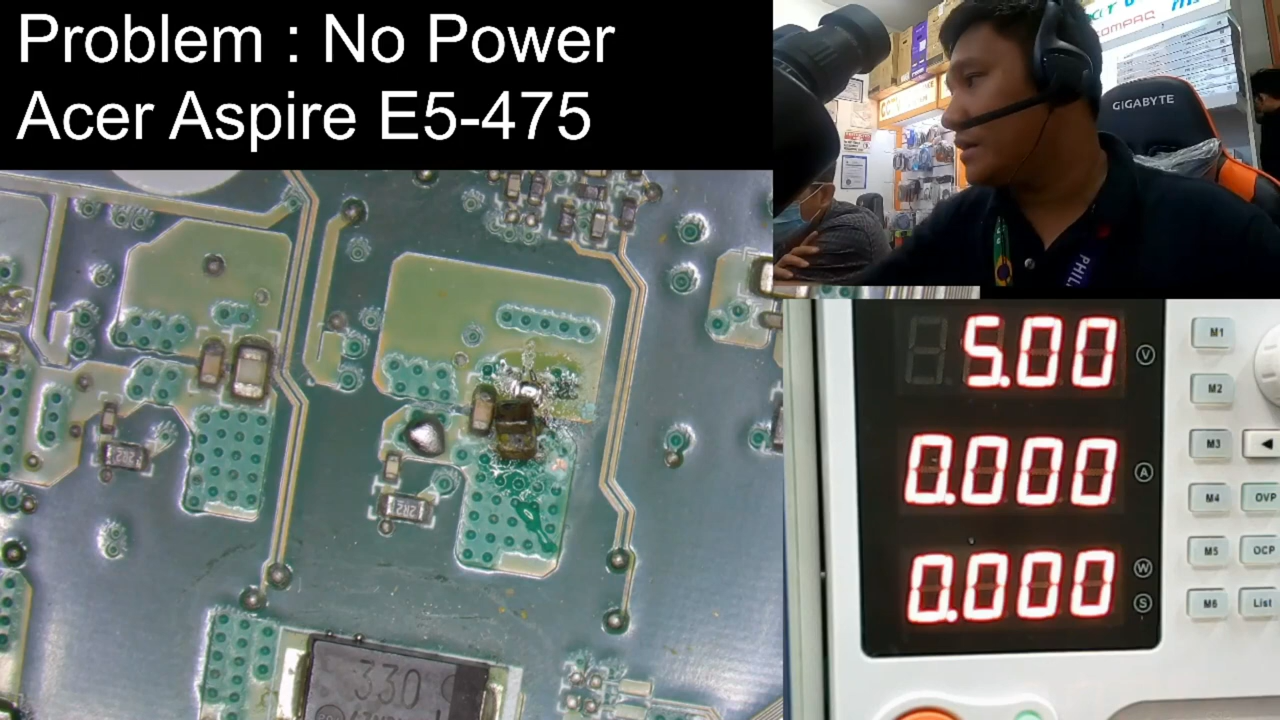 Problem : No Power
Acer Aspire E5-475
COMPAQ
GIGABYTE
PHIL
5.00
V
0.000
A
0.000
W
S
M1
M2
M3
M4
OVP
M5
OCP
M6
List
2R2
2R2
330